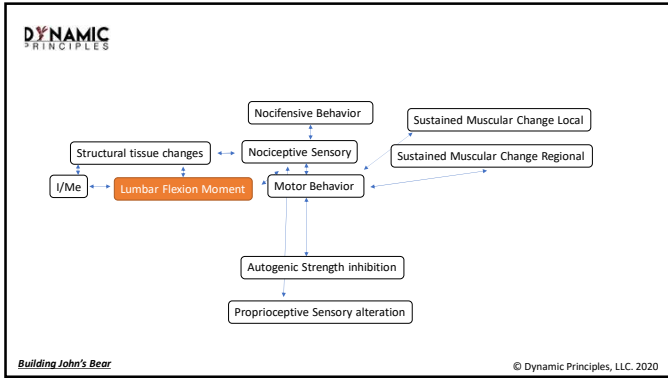 DYNAMIC
PRINCIPLES
Nocifensive Behavior
Sustained Muscular Change Local
Structural tissue changes
Nociceptive Sensory
Sustained Muscular Change Regional
I/Me
Lumbar Flexion Moment
Motor Behavior
Autogenic Strength inhibition
Proprioceptive Sensory alteration
Building John's Bear
© Dynamic Principles, LLC. 2020